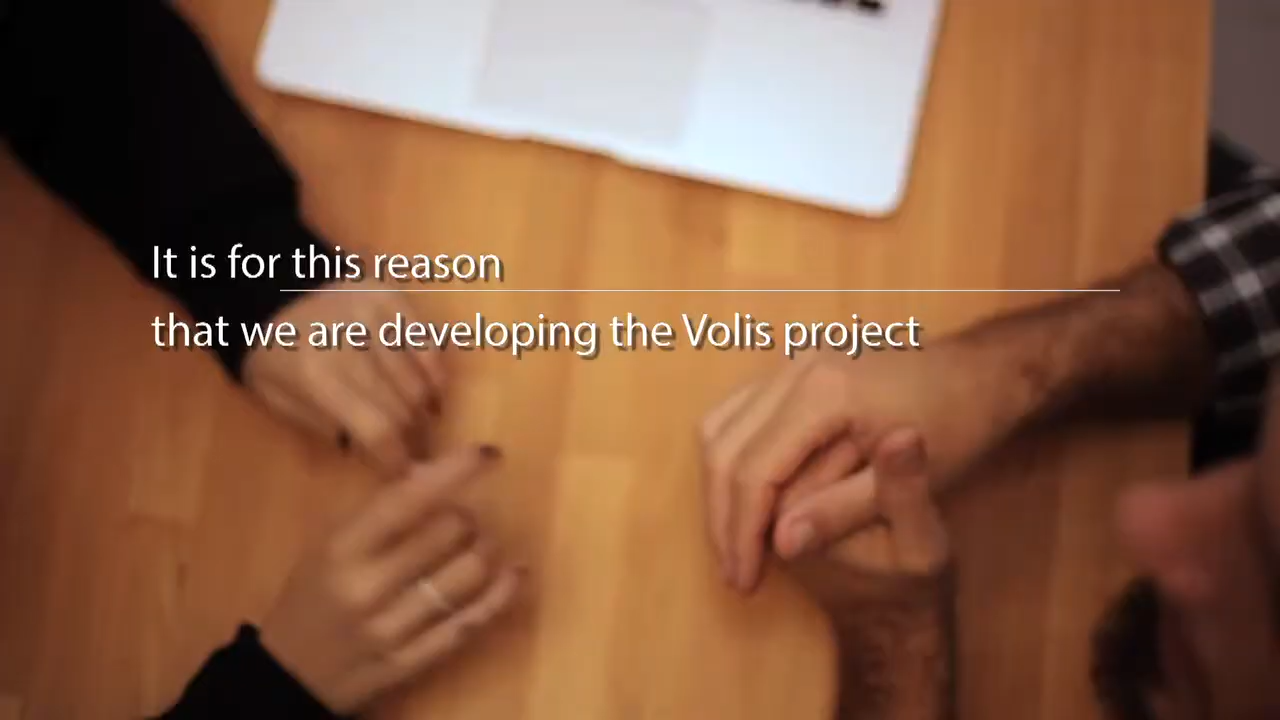 It is for this reason
that we are developing the Volis project